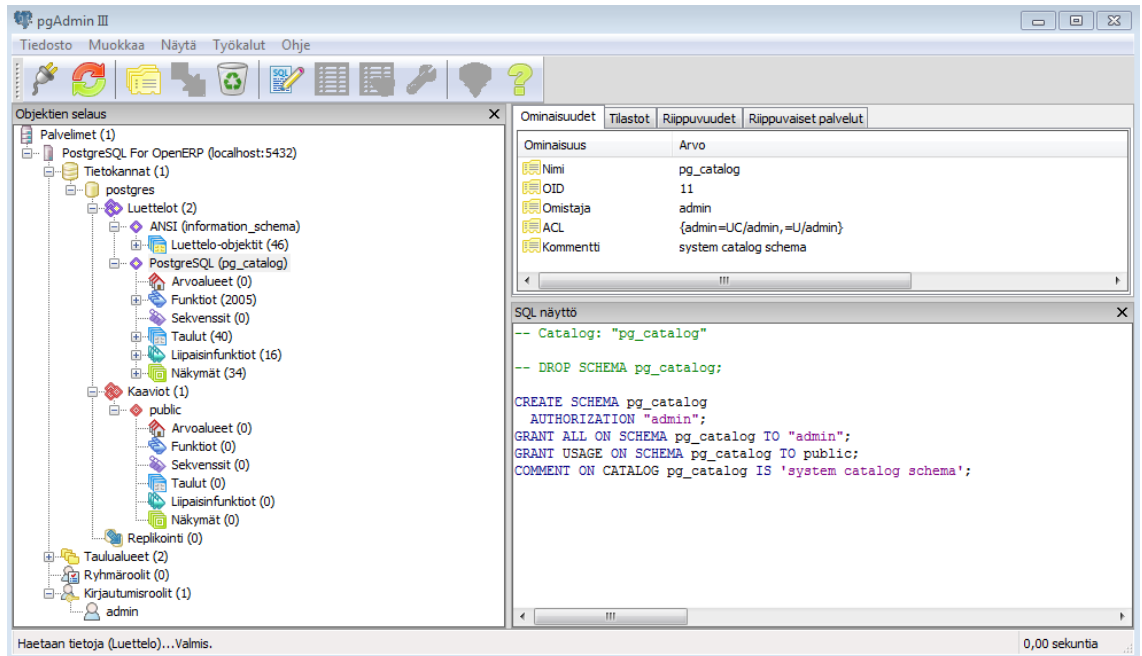 pgAdmin III
Tiedosto Muokkaa Näytä Työkalut Ohje
SQL
Objektien selaus
Palvelimet (1)
PostgreSQL For OpenERP (localhost:5432)
Tietokannat (1)
postgres
Luettelot (2)
ANSI (information_schema)
Luettelo-objektit (46)
PostgreSQL (pg_catalog)
Arvoalueet (0)
Funktiot (2005)
Sekvenssit (0)
Taulut (40)
Liipaisinfunktiot (16)
Näkymät (34)
Kaaviot (1)
public
Arvoalueet (0)
Funktiot (0)
Sekvenssit (0)
Taulut (0)
Liipaisinfunktiot (0)
Näkymät (0)
Replikointi (0)
Taulualueet (2)
Ryhmäroolit (0)
Kirjautumisroolit (1)
admin
Ominaisuudet Tilastot Riippuvuudet Riippuvaiset palvelut
Ominaisuus Arvo
Nimi pg_catalog
OID 11
Omistaja admin
ACL {admin=UC/admin,=U/admin}
Kommentti system catalog schema
SQL näyttö
-- Catalog: "pg_catalog"
-- DROP SCHEMA pg_catalog;
CREATE SCHEMA pg_catalog
AUTHORIZATION "admin";
GRANT ALL ON SCHEMA pg_catalog TO "admin";
GRANT USAGE ON SCHEMA pg_catalog TO public;
COMMENT ON CATALOG pg_catalog IS 'system catalog schema';
Haetaan tietoja (Luettelo)...Valmis. 0,00 sekuntia